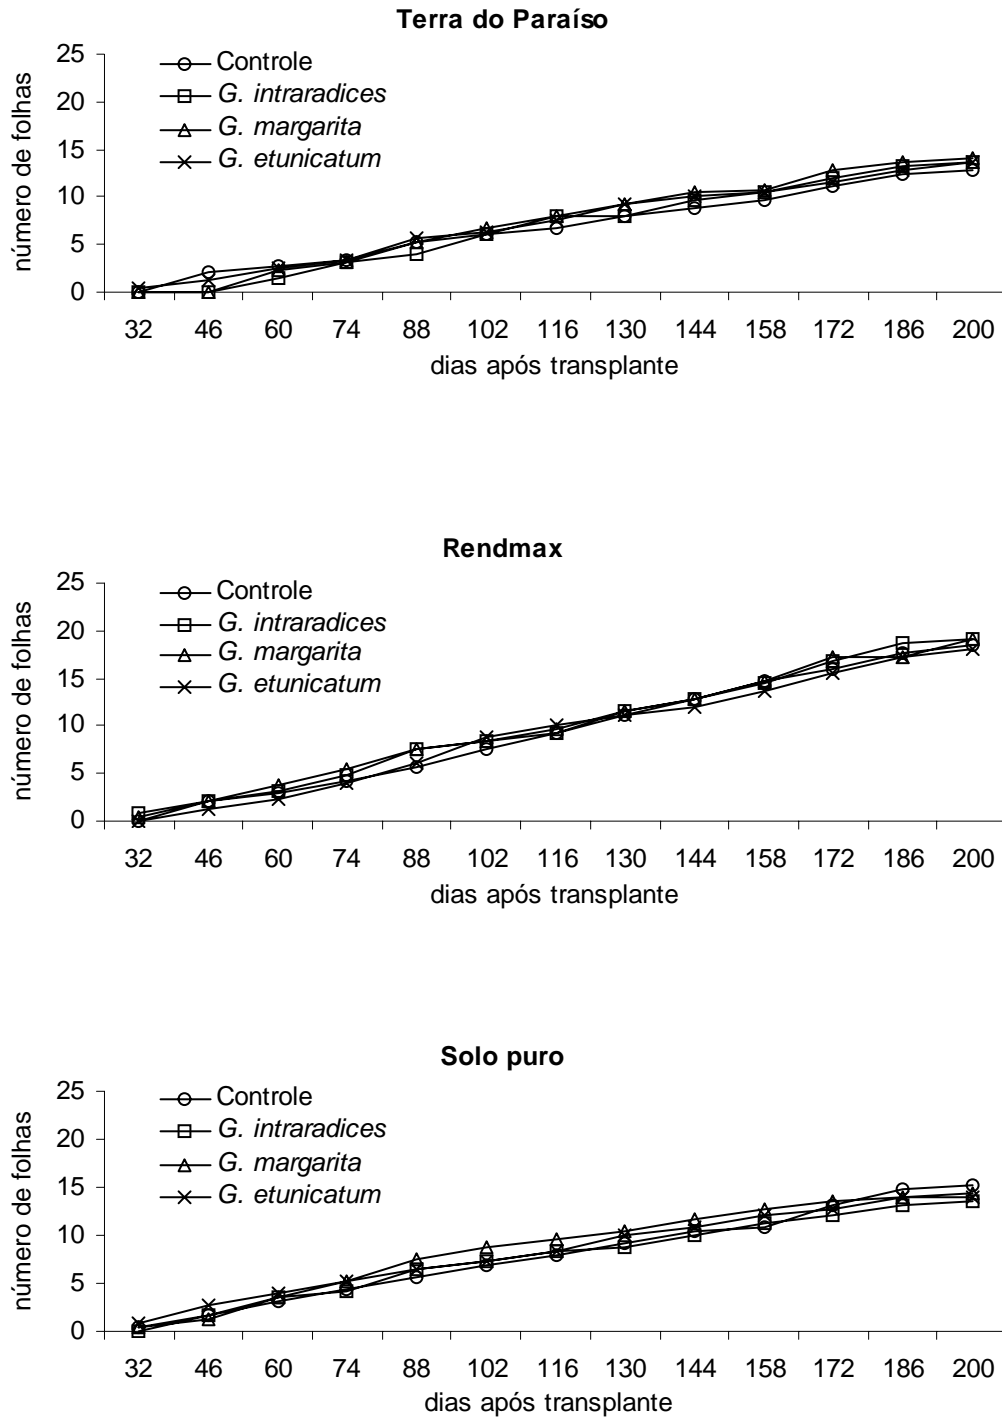 Terra do Paraíso
número de folhas
25
20
15
10
5
0
Controle
G. intraradices
G. margarita
G. etunicatum
32 46 60 74 88 102 116 130 144 158 172 186 200
dias após transplante
Rendmax
número de folhas
25
20
15
10
5
0
Controle
G. intraradices
G. margarita
G. etunicatum
32 46 60 74 88 102 116 130 144 158 172 186 200
dias após transplante
Solo puro
número de folhas
25
20
15
10
5
0
Controle
G. intraradices
G. margarita
G. etunicatum
32 46 60 74 88 102 116 130 144 158 172 186 200
dias após transplante